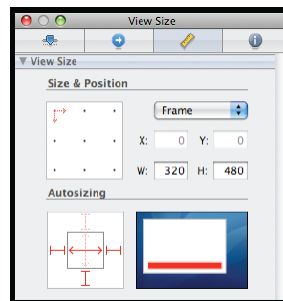 View Size
View Size
Size & Position
Frame
X: 0 Y: 0
W: 320 H: 480
Autosizing